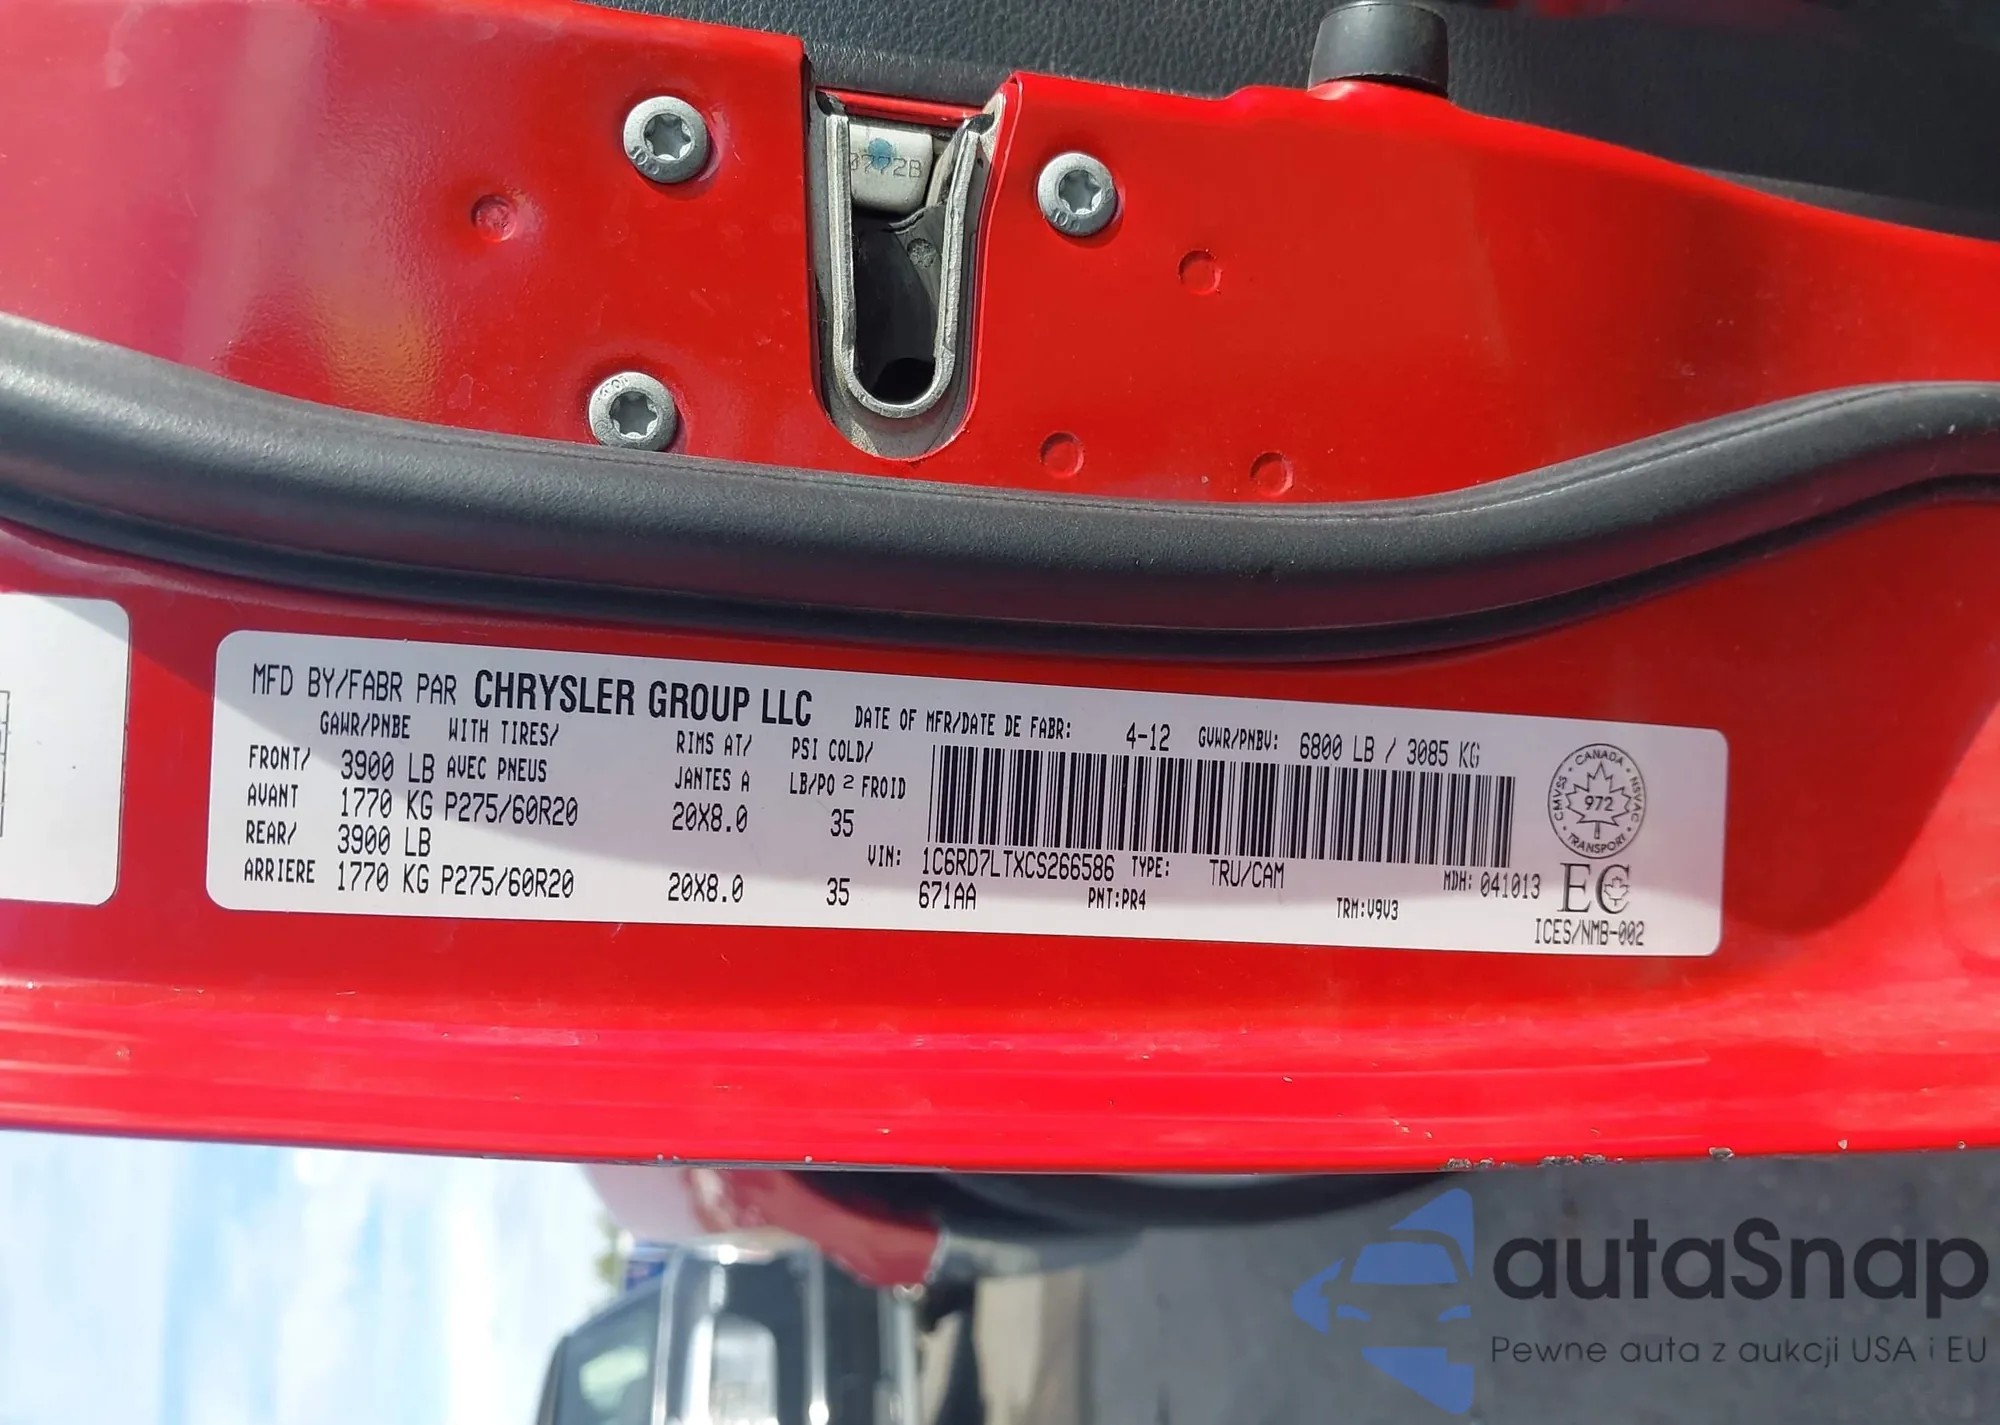 0772B
MFD BY/FABR PAR CHRYSLER GROUP LLC DATE OF MFR/DATE DE FABR: 4-12 GVWR/PNBV: 6800 LB / 3085 KG
GAWR/PNBE WITH TIRES/ RIMS AT/ PSI COLD/
FRONT/ 3900 LB AVEC PNEUS JANTES A LB/PO 2 FROID
AVANT 1770 KG P275/60R20 20X8.0 35
REAR/ 3900 LB
ARRIERE 1770 KG P275/60R20 20X8.0 35
VIN: 1C6RD7LTXCS266586 TYPE: TRU/CAM MDH: 041013
671AA PNT:PR4 TRM:V9V3
CANADA
CMVSS 972 NSVAC
TRANSPORT
EC
ICES/NMB-002
autaSnap
Pewne auta z aukcji USA i EU